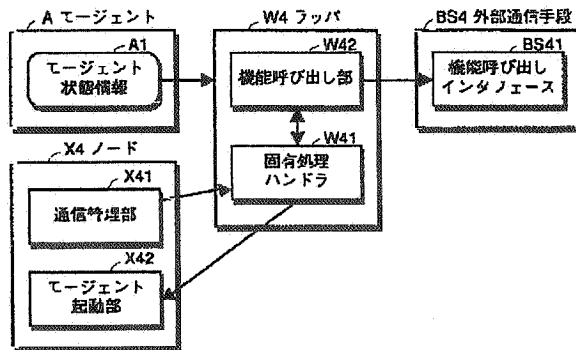 A エージェント
A1
エージェント
状態情報
W4 ラッパ
W42
機能呼び出し部
W41
固有処理
ハンドラ
BS4 外部通信手段
BS41
機能呼び出し
インタフェース
X4 ノード
X41
通信管理部
X42
エージェント
起動部